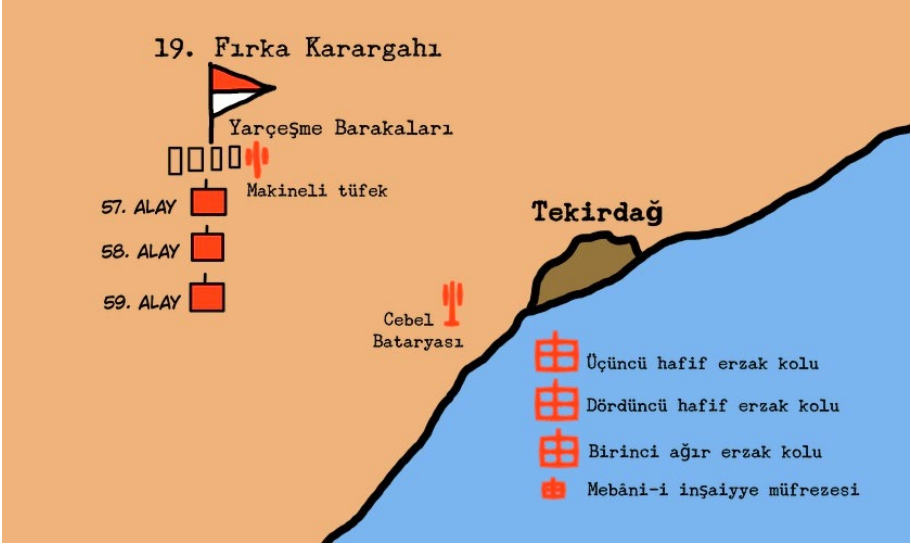 19. Fırka Karargahı
Yarçeşme Barakaları
Makineli tüfek
57. ALAY
58. ALAY
59. ALAY
Tekirdağ
Cebel
Bataryası
Üçüncü hafif erzak kolu
Dördüncü hafif erzak kolu
Birinci ağır erzak kolu
Mebâni-i inşaiyye müfrezesi